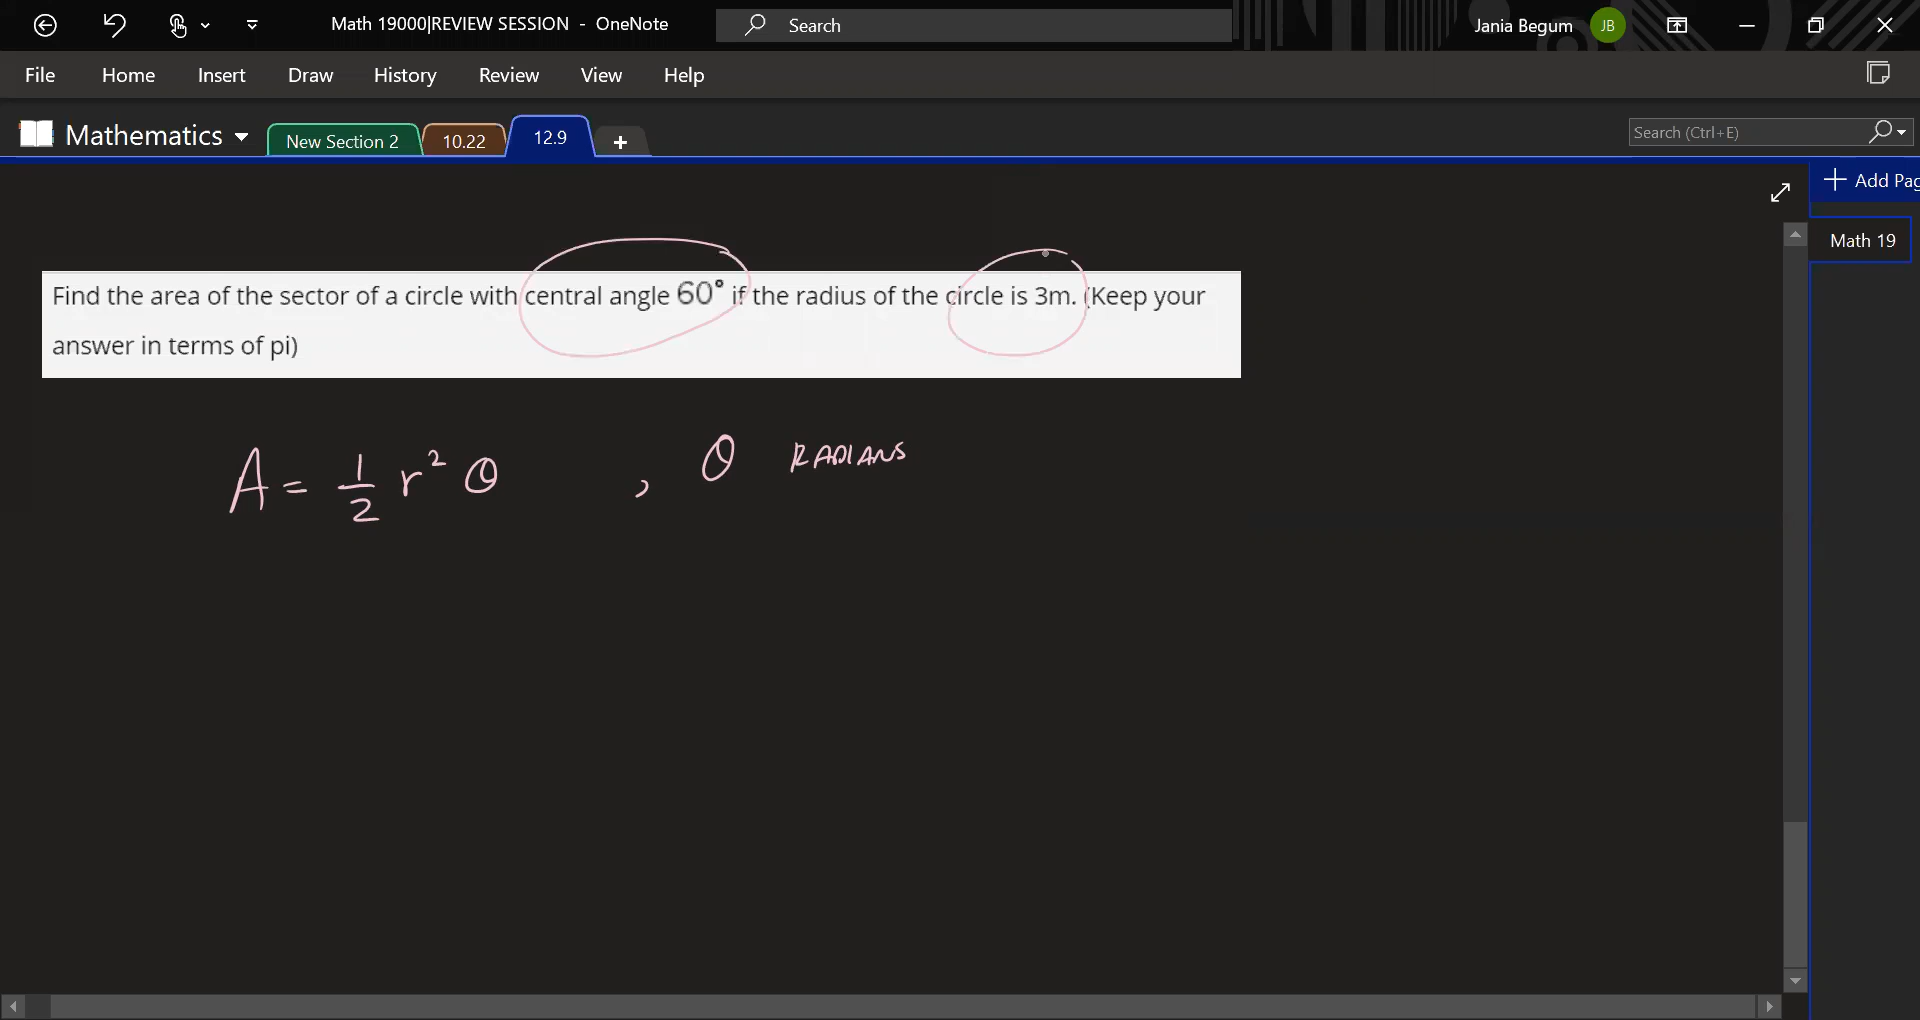 Math 19000|REVIEW SESSION - OneNote
Search
Jania Begum
JB
File Home Insert Draw History Review View Help
Mathematics
New Section 2
10.22
12.9
+
Search (Ctrl+E)
+ Add Pag
Math 19
Find the area of the sector of a circle with central angle 60° if the radius of the circle is 3m. (Keep your
answer in terms of pi)
A = 1/2 r² θ , θ RADIANS